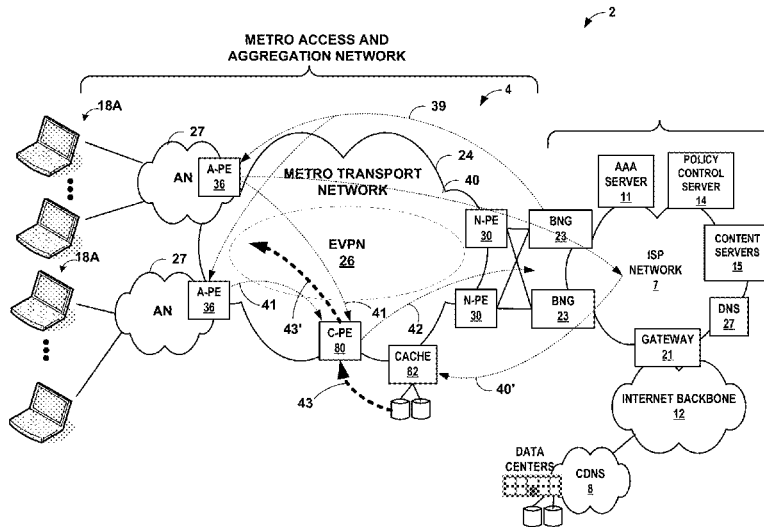 2
METRO ACCESS AND
AGGREGATION NETWORK
4
39
18A
27
24
AN
A-PE
36
METRO TRANSPORT
NETWORK
40
AAA
SERVER
11
POLICY
CONTROL
SERVER
14
N-PE
30
BNG
23
EVPN
26
ISP
NETWORK
7
CONTENT
SERVERS
15
18A
27
AN
A-PE
36
41
43'
41
42
N-PE
30
BNG
23
DNS
27
C-PE
80
CACHE
82
GATEWAY
21
43
40'
INTERNET BACKBONE
12
DATA
CENTERS
CDNS
8